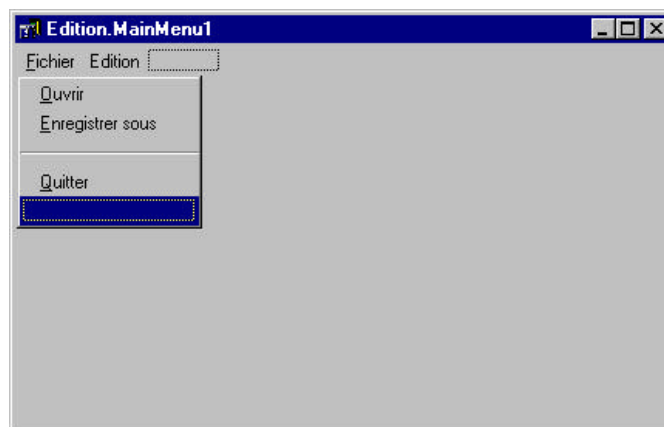 Edition.MainMenu1
Fichier Edition
Ouvrir
Enregistrer sous
Quitter